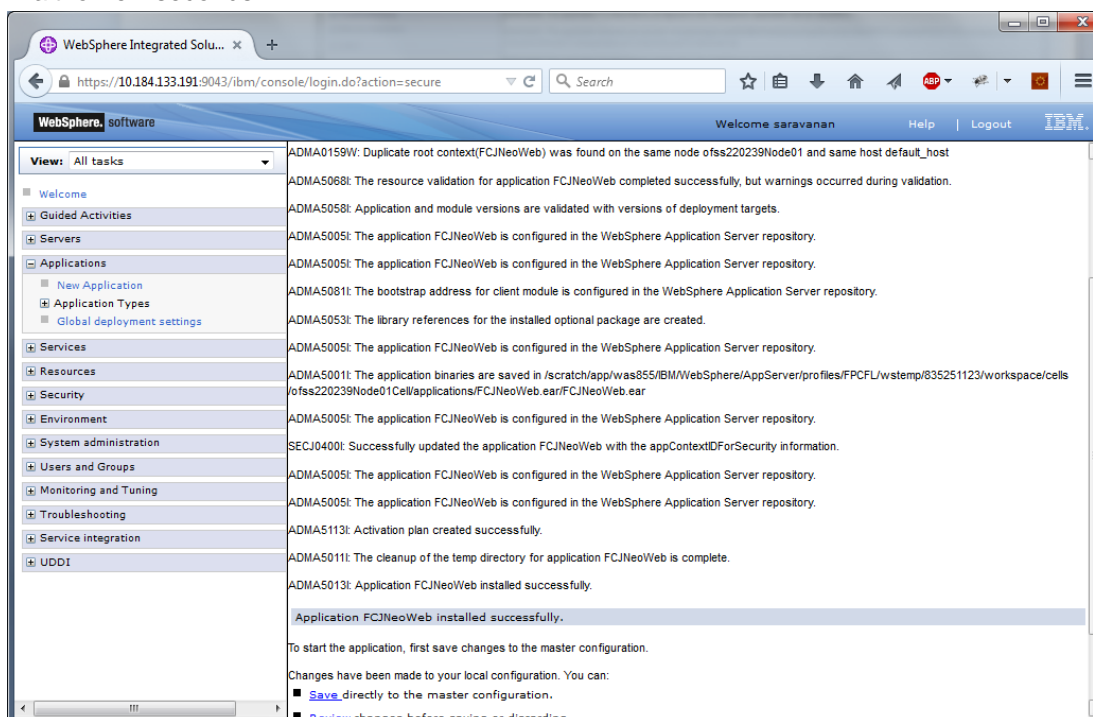 WebSphere Integrated Solu... × +
https://10.184.133.191:9043/ibm/console/login.do?action=secure
Search
ABP
WebSphere. software
Welcome saravanan
Help | Logout
IBM.
View: All tasks
Welcome
Guided Activities
Servers
Applications
New Application
Application Types
Global deployment settings
Services
Resources
Security
Environment
System administration
Users and Groups
Monitoring and Tuning
Troubleshooting
Service integration
UDDI
ADMA0159W: Duplicate root context(FCJNeoWeb) was found on the same node ofss220239Node01 and same host default_host
ADMA5068I: The resource validation for application FCJNeoWeb completed successfully, but warnings occurred during validation.
ADMA5058I: Application and module versions are validated with versions of deployment targets.
ADMA5005I: The application FCJNeoWeb is configured in the WebSphere Application Server repository.
ADMA5005I: The application FCJNeoWeb is configured in the WebSphere Application Server repository.
ADMA5081I: The bootstrap address for client module is configured in the WebSphere Application Server repository.
ADMA5053I: The library references for the installed optional package are created.
ADMA5005I: The application FCJNeoWeb is configured in the WebSphere Application Server repository.
ADMA5001I: The application binaries are saved in /scratch/app/was855/IBM/WebSphere/AppServer/profiles/FPCFL/wstemp/835251123/workspace/cells
/ofss220239Node01Cell/applications/FCJNeoWeb.ear/FCJNeoWeb.ear
ADMA5005I: The application FCJNeoWeb is configured in the WebSphere Application Server repository.
SECJ0400I: Successfully updated the application FCJNeoWeb with the appContextIDForSecurity information.
ADMA5005I: The application FCJNeoWeb is configured in the WebSphere Application Server repository.
ADMA5005I: The application FCJNeoWeb is configured in the WebSphere Application Server repository.
ADMA5113I: Activation plan created successfully.
ADMA5011I: The cleanup of the temp directory for application FCJNeoWeb is complete.
ADMA5013I: Application FCJNeoWeb installed successfully.
Application FCJNeoWeb installed successfully.
To start the application, first save changes to the master configuration.
Changes have been made to your local configuration. You can:
Save directly to the master configuration.
Review changes before saving or discarding.